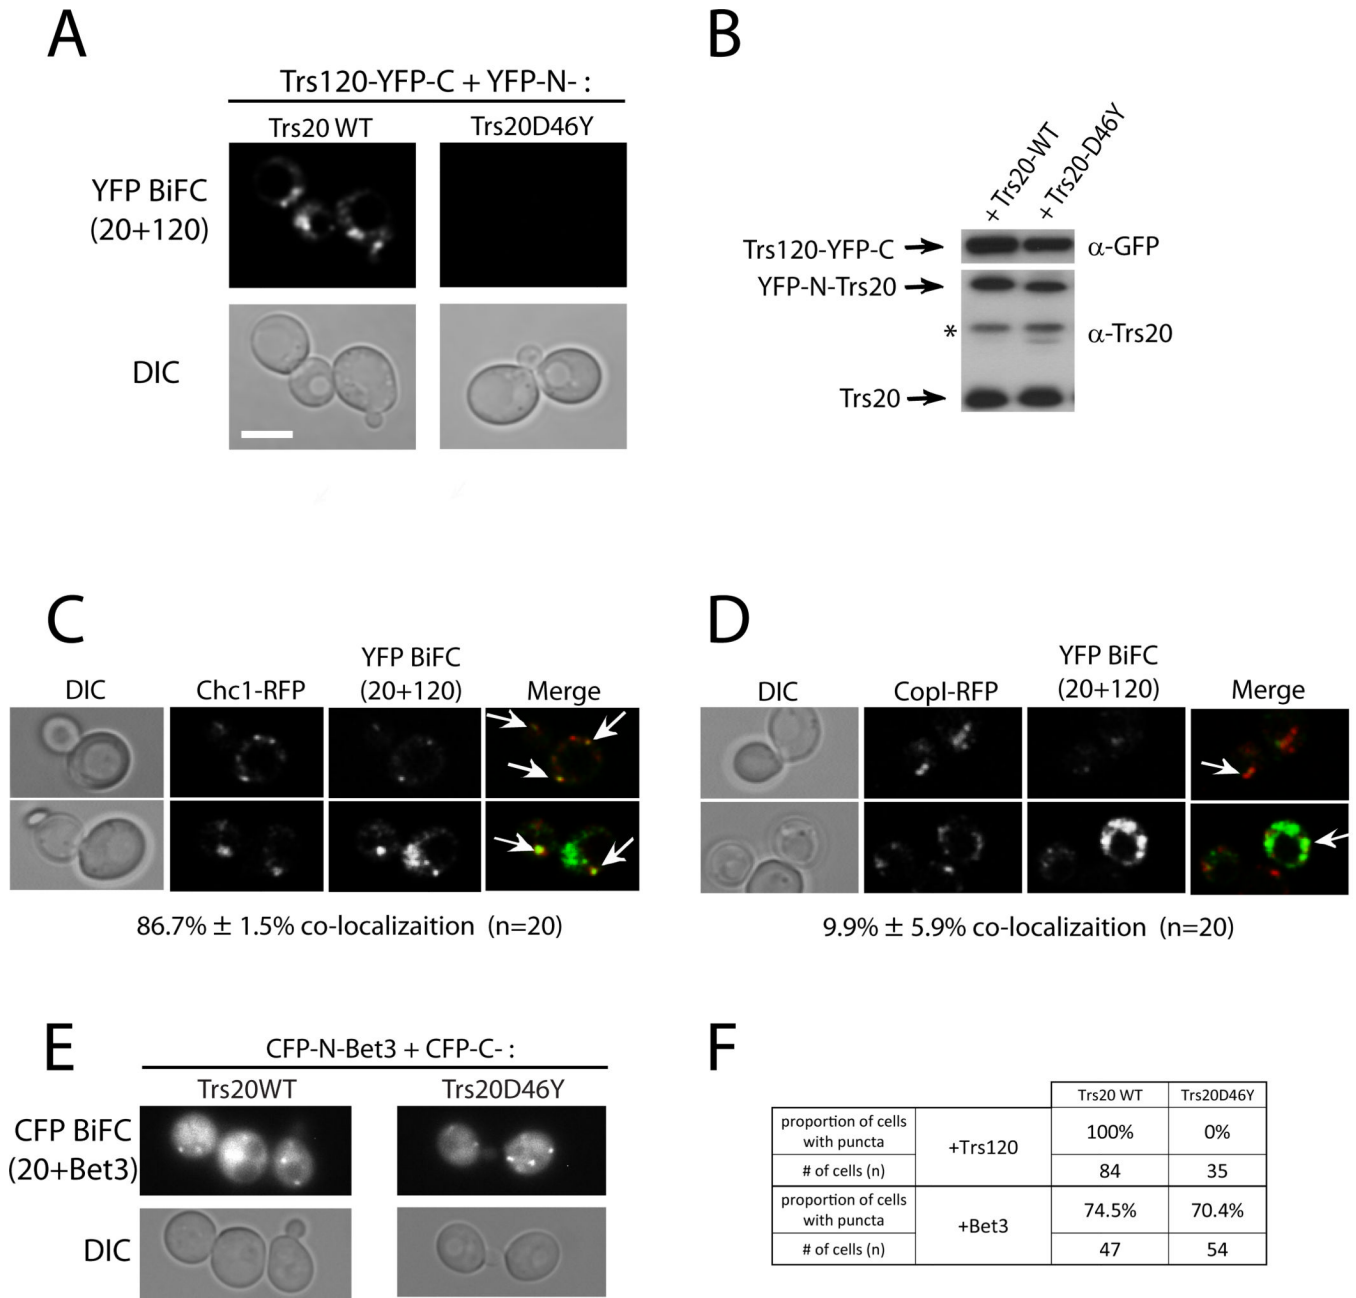 A
Trs120-YFP-C + YFP-N- :
Trs20 WT
Trs20D46Y
YFP BiFC
(20+120)
DIC
B
+ Trs20-WT
+ Trs20-D46Y
Trs120-YFP-C
α-GFP
YFP-N-Trs20
*
α-Trs20
Trs20
C
DIC
Chc1-RFP
YFP BiFC
(20+120)
Merge
86.7% ± 1.5% co-localizaition (n=20)
D
DIC
CopI-RFP
YFP BiFC
(20+120)
Merge
9.9% ± 5.9% co-localizaition (n=20)
E
CFP-N-Bet3 + CFP-C- :
Trs20WT
Trs20D46Y
CFP BiFC
(20+Bet3)
DIC
F
Trs20 WT
Trs20D46Y
proportion of cells
with puncta
+Trs120
100%
0%
# of cells (n)
84
35
proportion of cells
with puncta
+Bet3
74.5%
70.4%
# of cells (n)
47
54